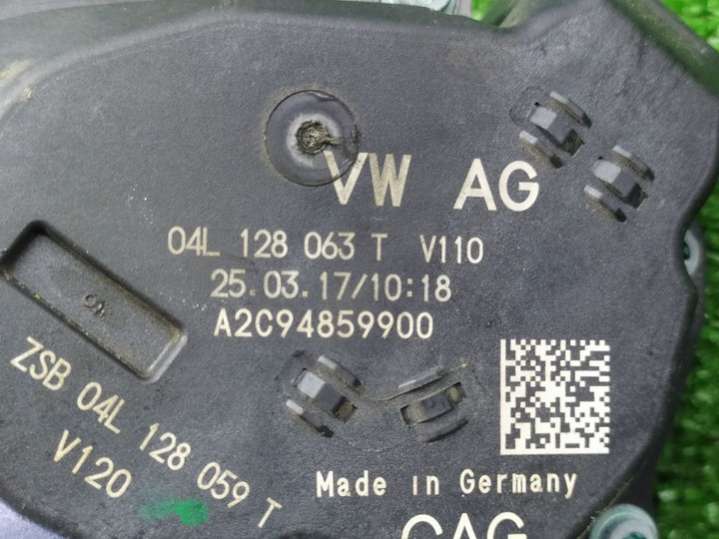 VW AG
04L 128 063 T V110
25.03.17/10:18
A2C94859900
ZSB 04L 128 059 T
V120
Made in Germany
CAG